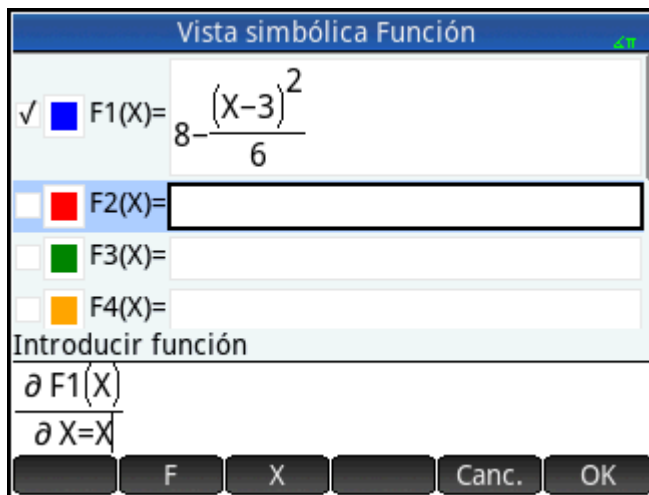 Vista simbólica Función
∡π
√ F1(X)= 8-(X-3)²/6
F2(X)=
F3(X)=
F4(X)=
Introducir función
∂ F1(X)
∂ X=X
F X Canc. OK